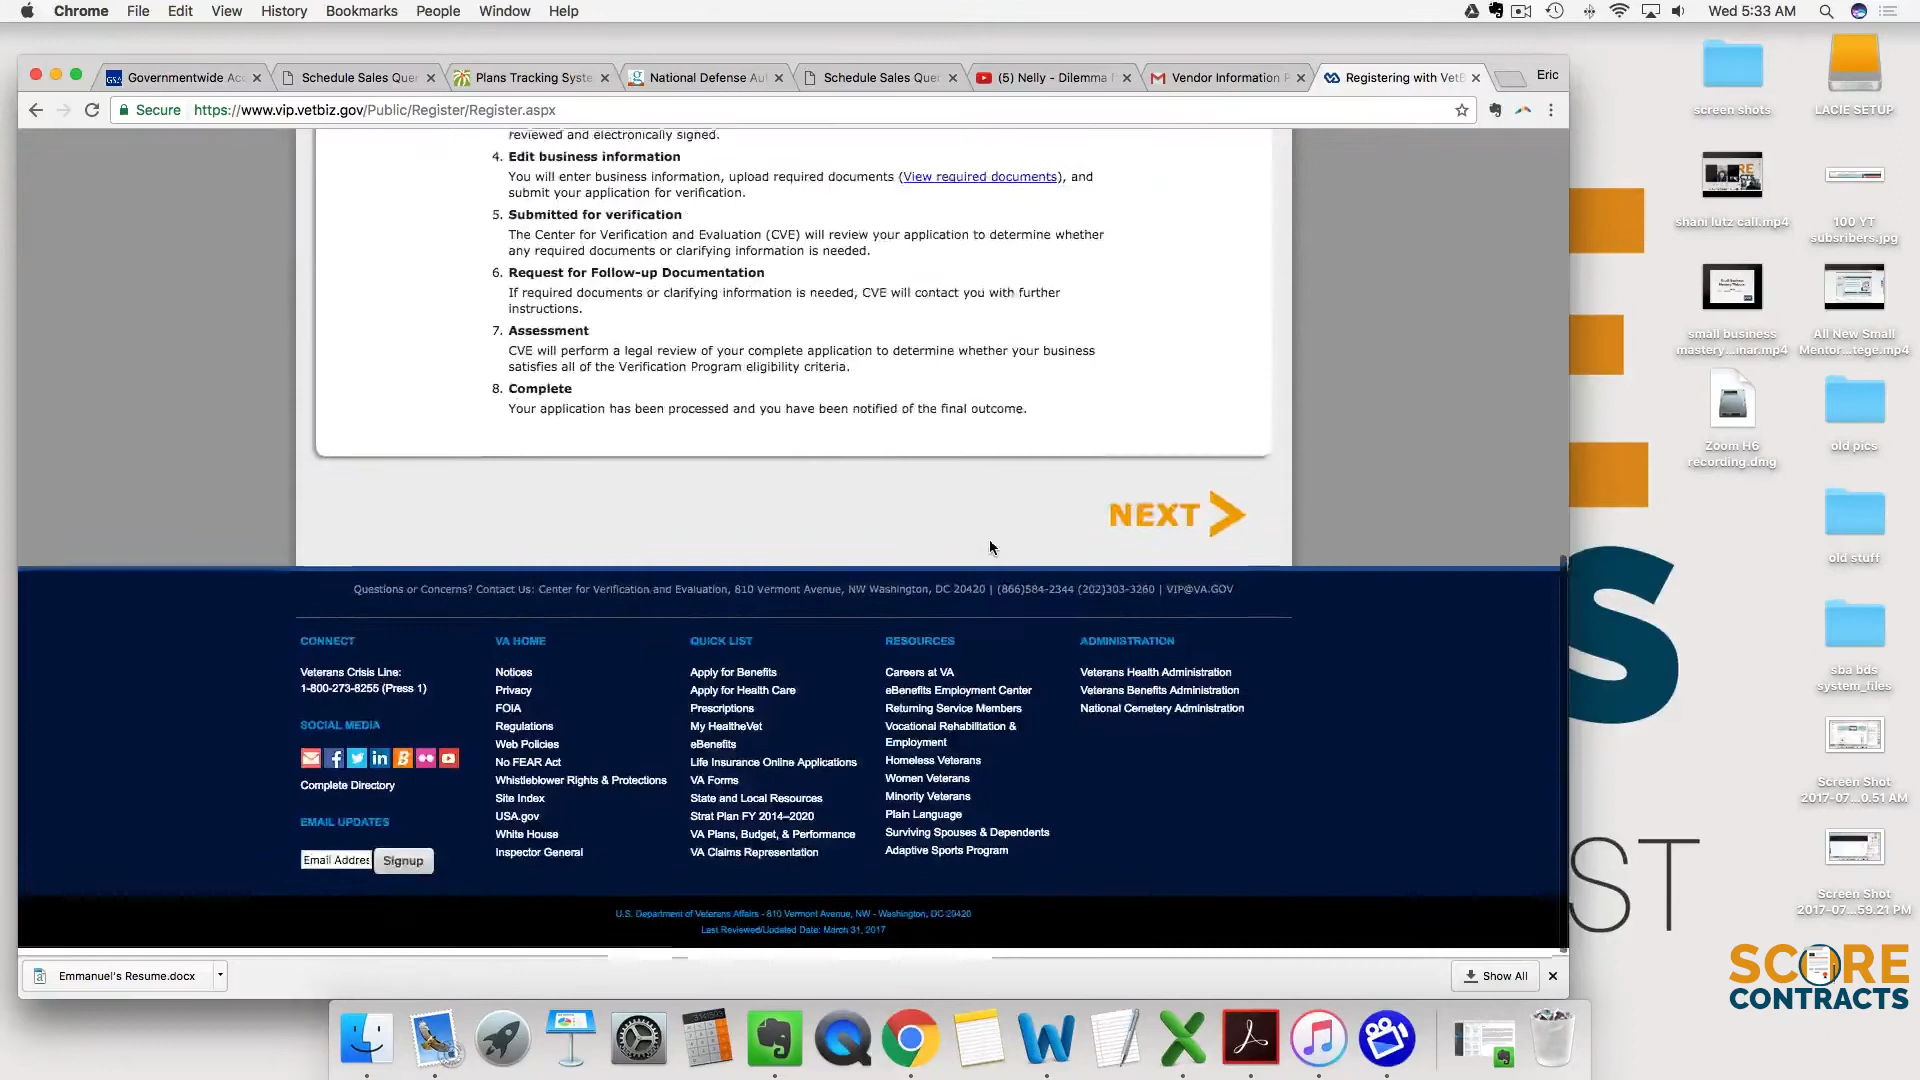 Chrome File Edit View History Bookmarks People Window Help
Wed 5:33 AM
Governmentwide Ac
Schedule Sales Que
Plans Tracking Syste
National Defense Au
Schedule Sales Que
(5) Nelly - Dilemma
Vendor Information P
Registering with VetB
Eric
Secure https://www.vip.vetbiz.gov/Public/Register/Register.aspx
reviewed and electronically signed.
4. Edit business information
You will enter business information, upload required documents (View required documents), and
submit your application for verification.
5. Submitted for verification
The Center for Verification and Evaluation (CVE) will review your application to determine whether
any required documents or clarifying information is needed.
6. Request for Follow-up Documentation
If required documents or clarifying information is needed, CVE will contact you with further
instructions.
7. Assessment
CVE will perform a legal review of your complete application to determine whether your business
satisfies all of the Verification Program eligibility criteria.
8. Complete
Your application has been processed and you have been notified of the final outcome.
NEXT
Questions or Concerns? Contact Us: Center for Verification and Evaluation, 810 Vermont Avenue, NW Washington, DC 20420 | (866)584-2344 (202)303-3260 | VIP@VA.GOV
CONNECT
Veterans Crisis Line:
1-800-273-8255 (Press 1)
SOCIAL MEDIA
Complete Directory
EMAIL UPDATES
Email Addres
Signup
VA HOME
Notices
Privacy
FOIA
Regulations
Web Policies
No FEAR Act
Whistleblower Rights & Protections
Site Index
USA.gov
White House
Inspector General
QUICK LIST
Apply for Benefits
Apply for Health Care
Prescriptions
My HealtheVet
eBenefits
Life Insurance Online Applications
VA Forms
State and Local Resources
Strat Plan FY 2014–2020
VA Plans, Budget, & Performance
VA Claims Representation
RESOURCES
Careers at VA
eBenefits Employment Center
Returning Service Members
Vocational Rehabilitation &
Employment
Homeless Veterans
Women Veterans
Minority Veterans
Plain Language
Surviving Spouses & Dependents
Adaptive Sports Program
ADMINISTRATION
Veterans Health Administration
Veterans Benefits Administration
National Cemetery Administration
U.S. Department of Veterans Affairs - 810 Vermont Avenue, NW - Washington, DC 20420
Last Reviewed/Updated Date: March 31, 2017
Emmanuel's Resume.docx
Show All
screen shots
LACIE SETUP
shani lutz call.mp4
100 YT
subsribers.jpg
small business
mastery...inar.mp4
All New Small
Mentor...tege.mp4
Zoom H6
recording.dmg
old pics
old stuff
sba bds
system_files
Screen Shot
2017-07...0.51 AM
Screen Shot
2017-07...59.21 PM
S
ST
SCORE
CONTRACTS